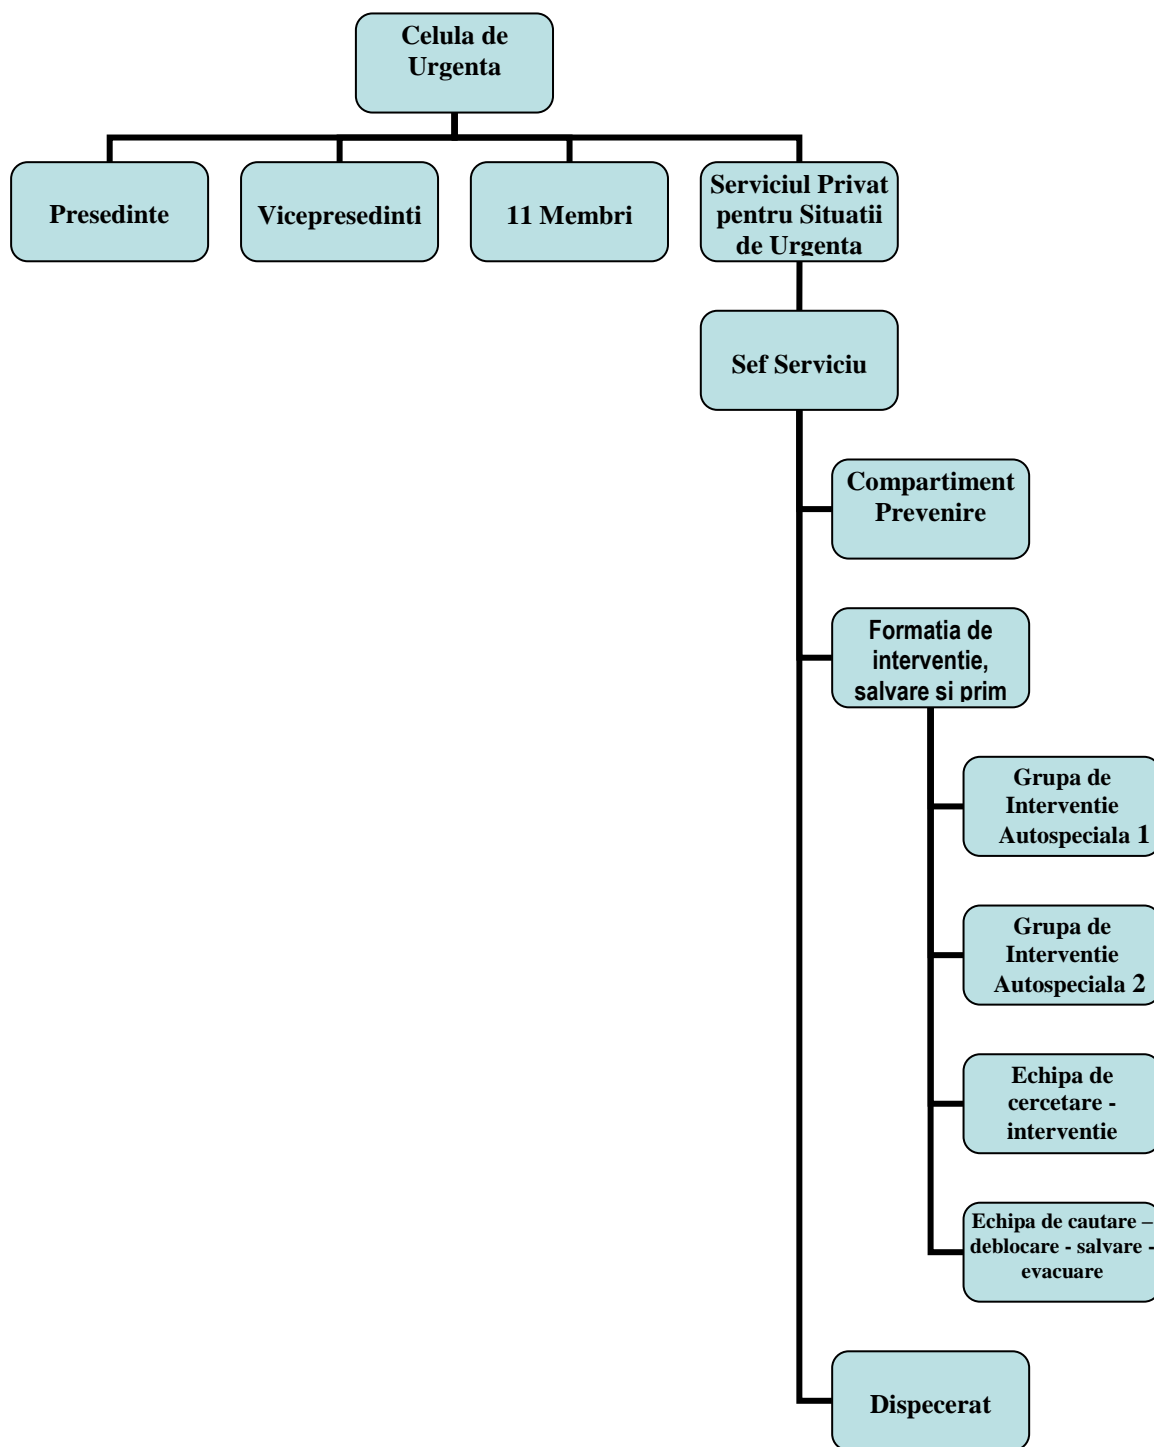 Celula de
Urgenta
Presedinte
Vicepresedinti
11 Membri
Serviciul Privat
pentru Situatii
de Urgenta
Sef Serviciu
Compartiment
Prevenire
Formatia de
interventie,
salvare si prim
Grupa de
Interventie
Autospeciala 1
Grupa de
Interventie
Autospeciala 2
Echipa de
cercetare -
interventie
Echipa de cautare –
deblocare - salvare -
evacuare
Dispecerat